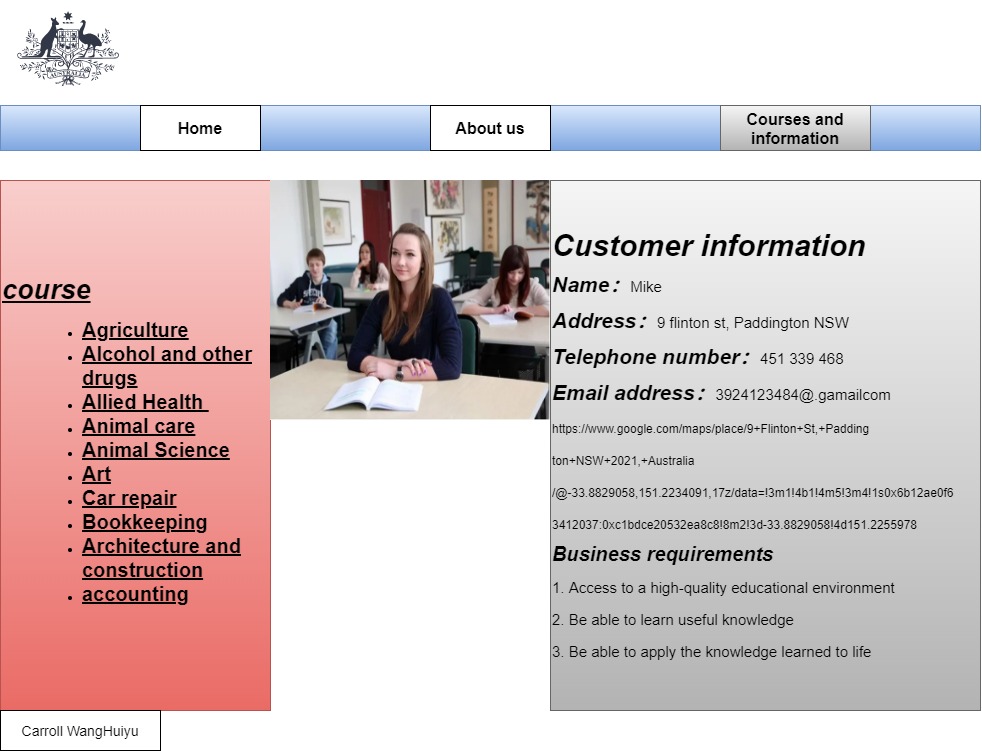 AUSTRALIA
Home
About us
Courses and
information
course
Agriculture
Alcohol and other
drugs
Allied Health
Animal care
Animal Science
Art
Car repair
Bookkeeping
Architecture and
construction
accounting
Customer information
Name： Mike
Address： 9 flinton st, Paddington NSW
Telephone number： 451 339 468
Email address： 3924123484@.gamailcom
https://www.google.com/maps/place/9+Flinton+St,+Padding
ton+NSW+2021,+Australia
/@-33.8829058,151.2234091,17z/data=!3m1!4b1!4m5!3m4!1s0x6b12ae0f6
3412037:0xc1bdce20532ea8c8!8m2!3d-33.8829058!4d151.2255978
Business requirements
1. Access to a high-quality educational environment
2. Be able to learn useful knowledge
3. Be able to apply the knowledge learned to life
Carroll WangHuiyu